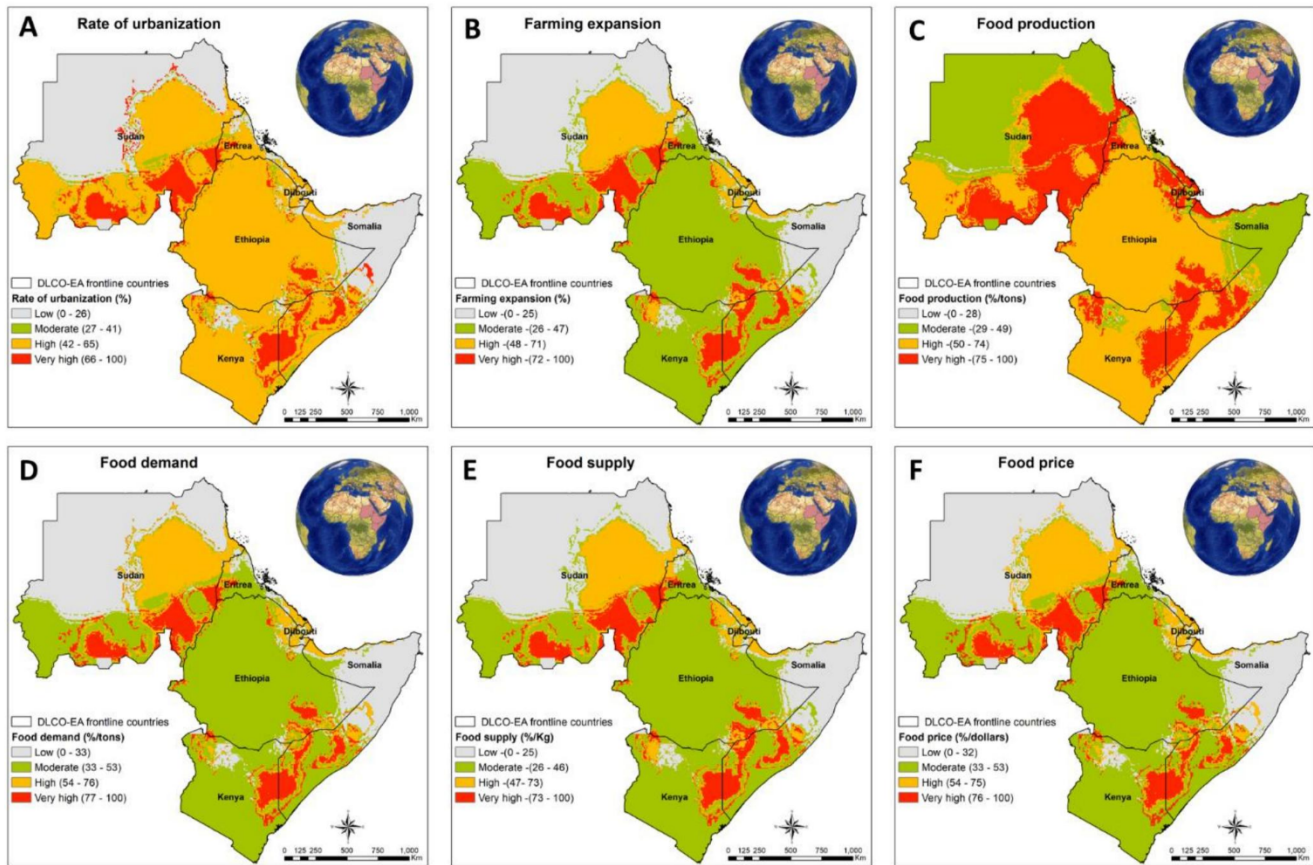 A
Rate of urbanization
Sudan
Eritrea
Djibouti
Somalia
Ethiopia
Kenya
DLCO-EA frontline countries
Rate of urbanization (%)
Low (0 - 26)
Moderate (27 - 41)
High (42 - 65)
Very high (66 - 100)
0 125 250 500 750 1,000
Km
B
Farming expansion
Sudan
Eritrea
Djibouti
Somalia
Ethiopia
Kenya
DLCO-EA frontline countries
Farming expansion (%)
Low -(0 - 25)
Moderate -(26 - 47)
High -(48 - 71)
Very high -(72 - 100)
0 125 250 500 750 1,000
Km
C
Food production
Sudan
Eritrea
Djibouti
Somalia
Ethiopia
Kenya
DLCO-EA frontline countries
Food production (%/tons)
Low -(0 - 28)
Moderate -(29 - 49)
High -(50 - 74)
Very high -(75 - 100)
0 125 250 500 750 1,000
Km
D
Food demand
Sudan
Eritrea
Djibouti
Somalia
Ethiopia
Kenya
DLCO-EA frontline countries
Food demand (%/tons)
Low (0 - 33)
Moderate (33 - 53)
High (54 - 76)
Very high (77 - 100)
0 125 250 500 750 1,000
Km
E
Food supply
Sudan
Eritrea
Djibouti
Somalia
Ethiopia
Kenya
DLCO-EA frontline countries
Food supply (%/Kg)
Low -(0 - 25)
Moderate -(26 - 46)
High -(47- 73)
Very high -(73 - 100)
0 125 250 500 750 1,000
Km
F
Food price
Sudan
Eritrea
Djibouti
Somalia
Ethiopia
Kenya
DLCO-EA frontline countries
Food price (%/dollars)
Low (0 - 32)
Moderate (33 - 53)
High (54 - 75)
Very high (76 - 100)
0 125 250 500 750 1,000
Km